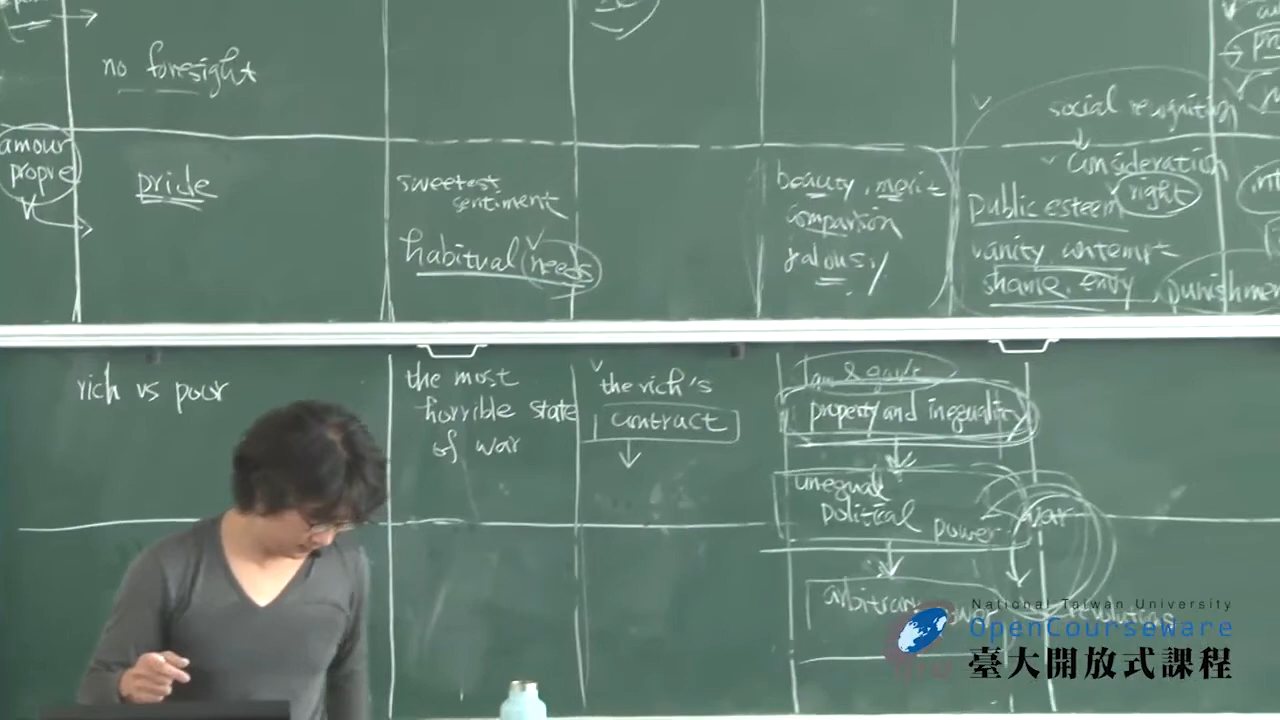 no foresight
amour
propre
pride
sweetest
sentiment
habitual needs
beauty, merit
jalousy
social recognition
consideration
right
public esteem
vanity contempt
shame, envy
punishment
rich vs poor
the most
horrible state
of war
the rich's
contract
property and inequality
unequal
political power
war
National Taiwan University
OpenCourseWare
臺大開放式課程